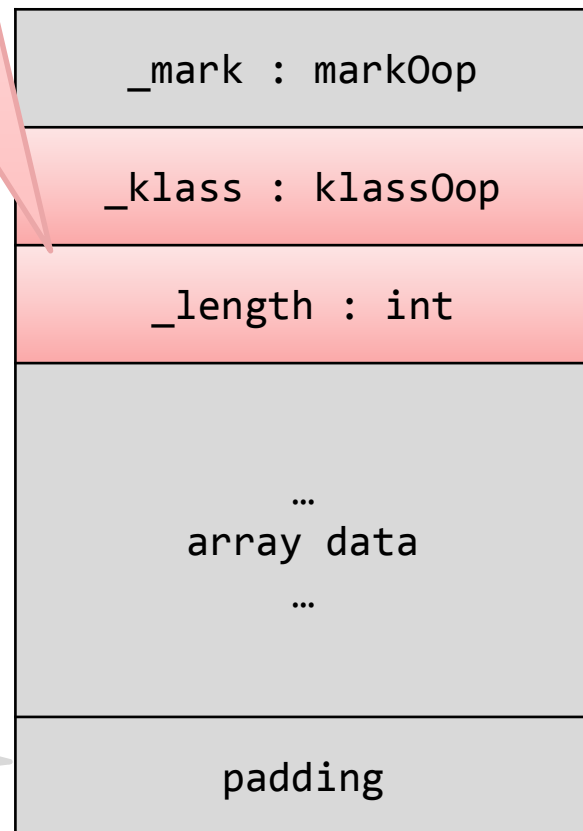 _mark : markOop
_klass : klassOop
_length : int
…
array data
…
padding